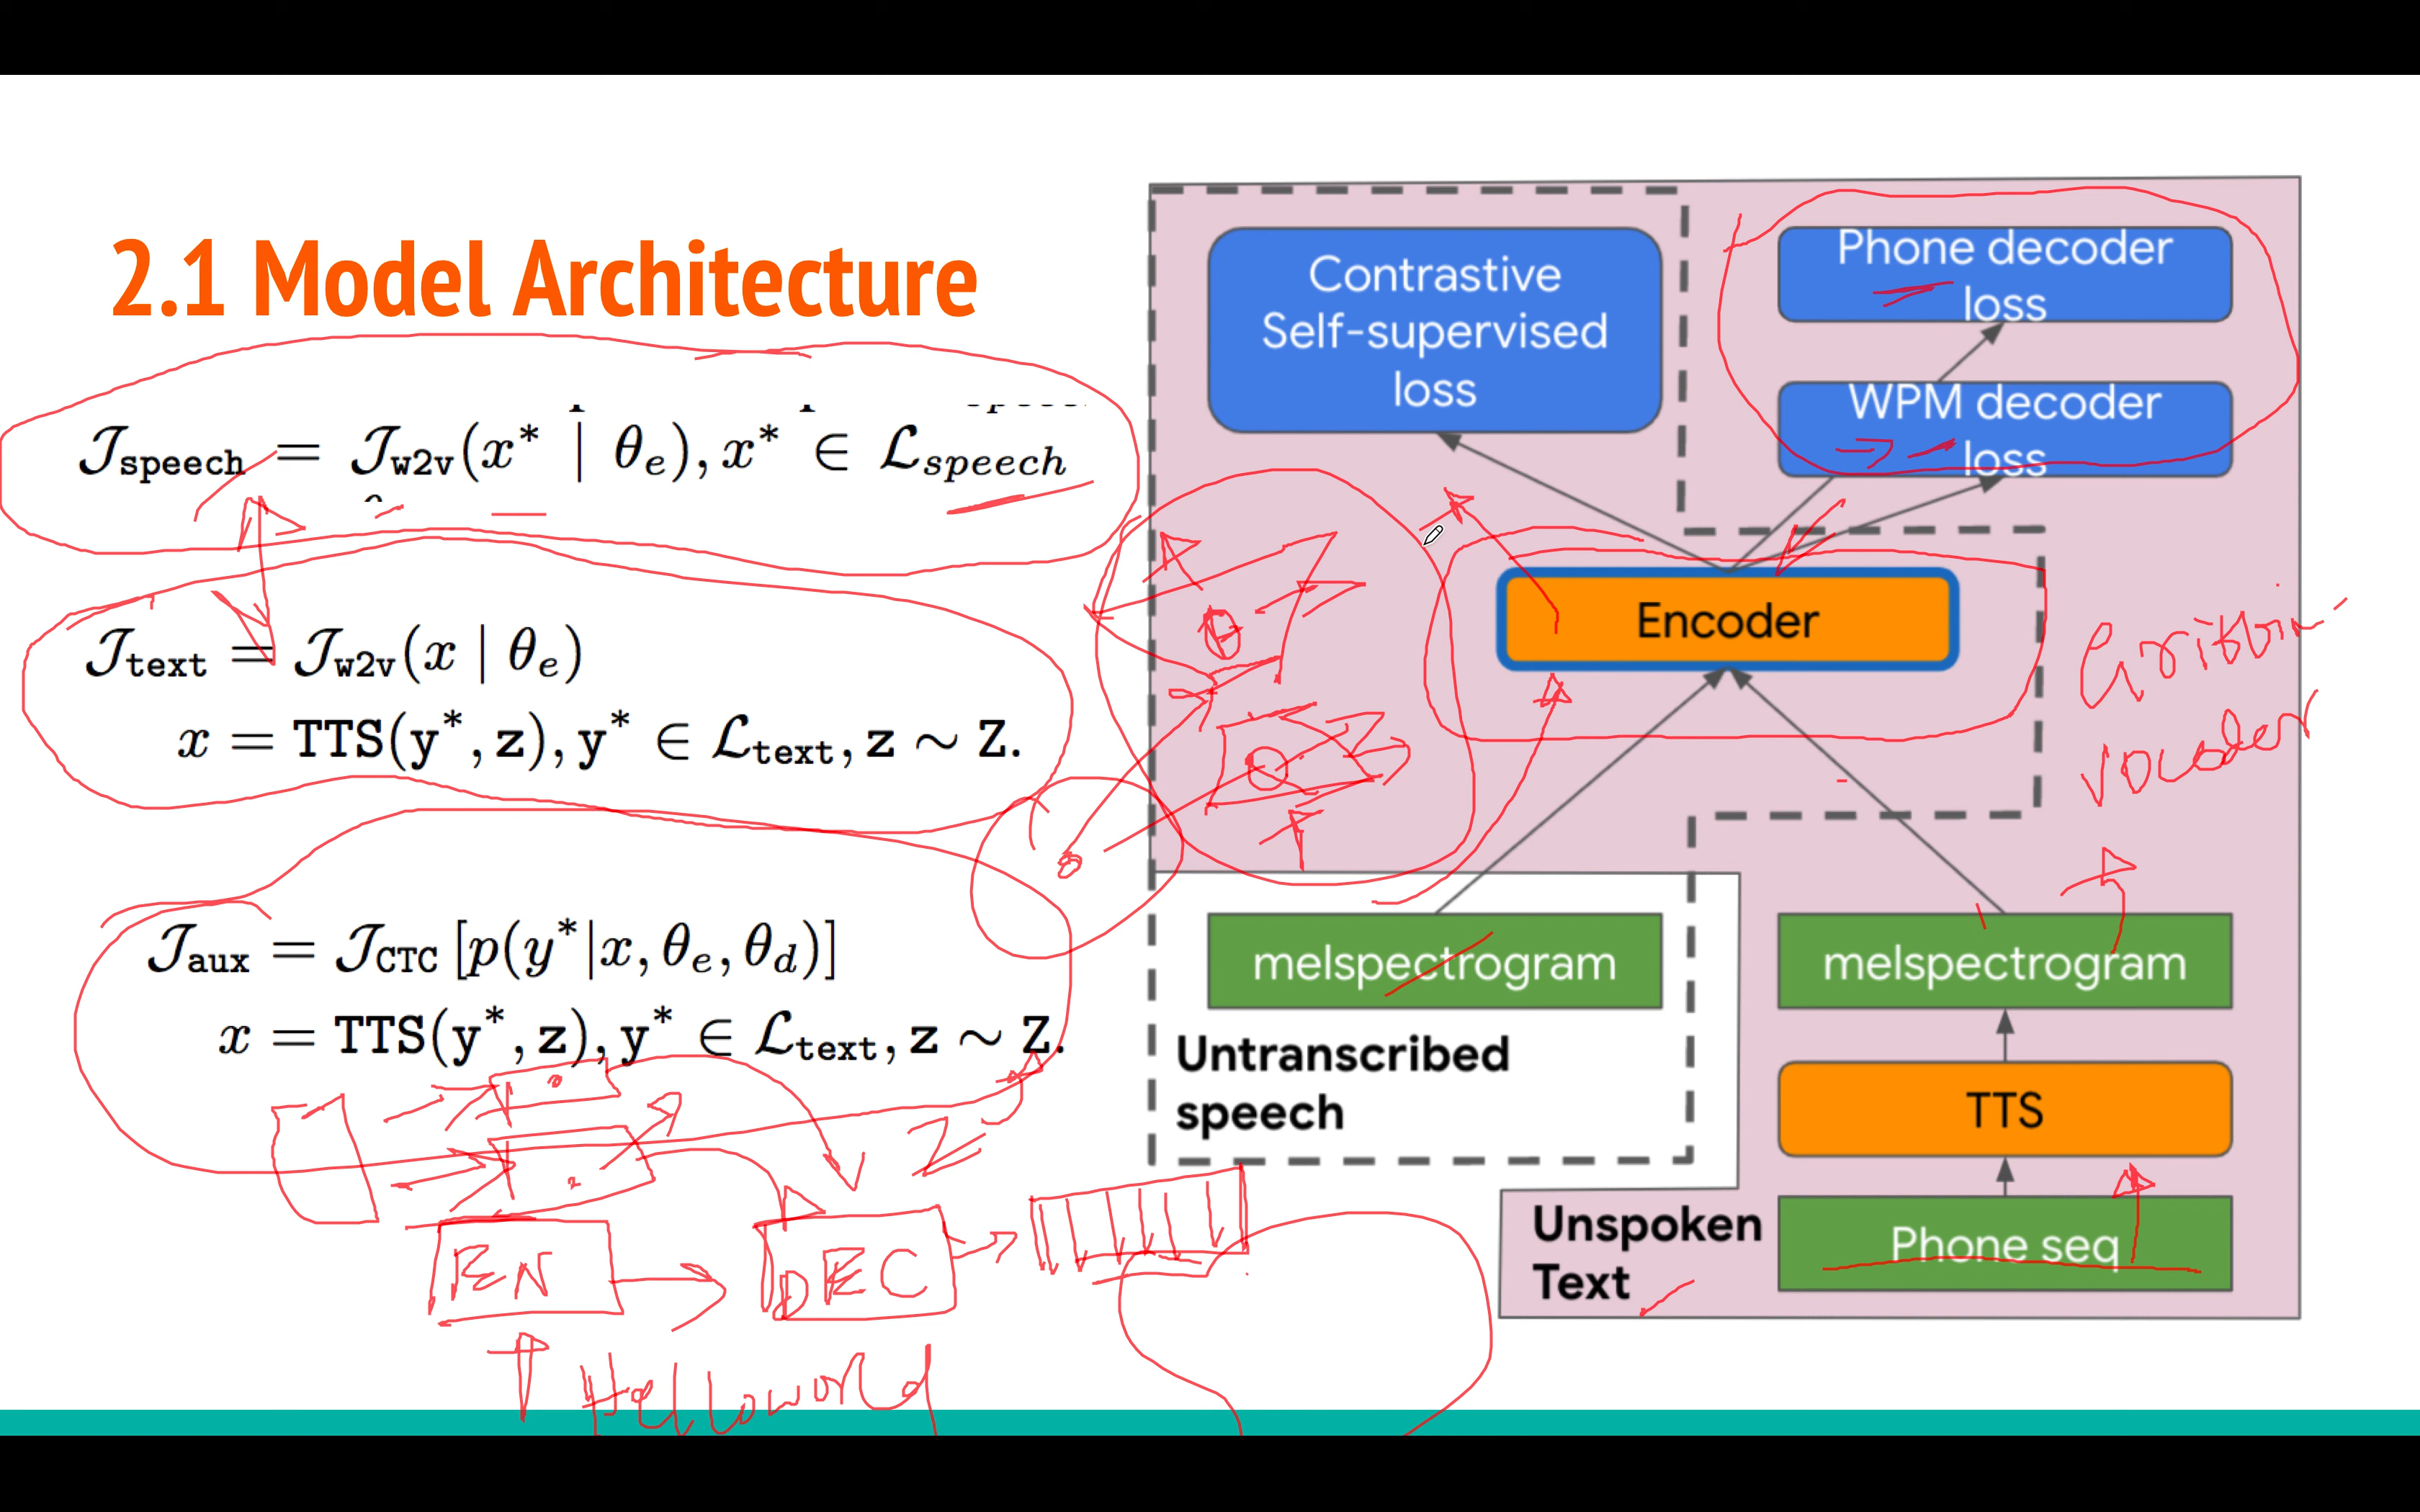 2.1 Model Architecture
𝒥speech = 𝒥w2v(x* | θe), x* ∈ ℒspeech
𝒥text = 𝒥w2v(x | θe)
x = TTS(y*, z), y* ∈ ℒtext, z ∼ Z.
𝒥aux = 𝒥CTC [p(y*|x, θe, θd)]
x = TTS(y*, z), y* ∈ ℒtext, z ∼ Z.
EN
DEC
Z
Helloworld
Contrastive
Self-supervised
loss
Phone decoder
loss
WPM decoder
loss
Encoder
vocoder
melspectrogram
melspectrogram
Untranscribed
speech
TTS
Unspoken
Text
Phone seq